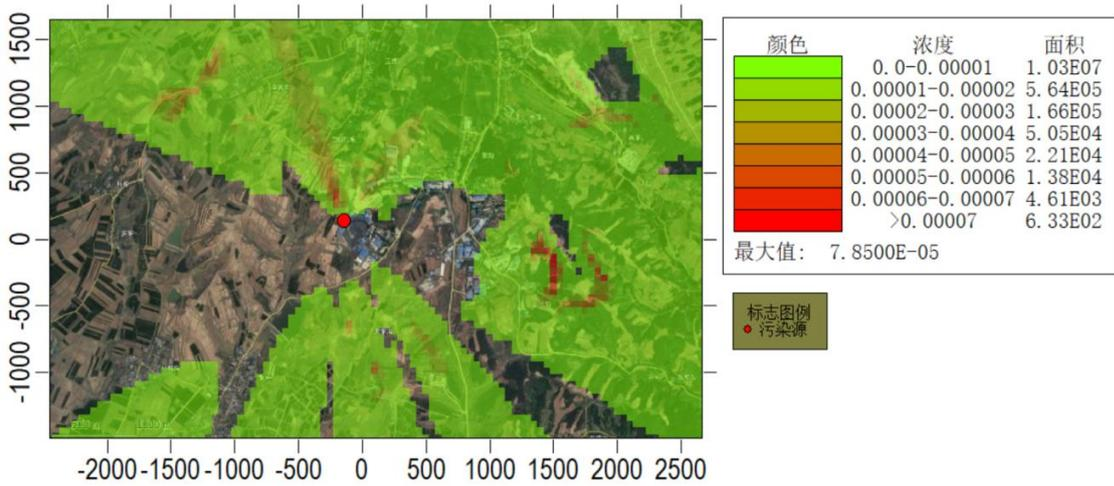 1500
1000
500
0
-500
-1000
-2000 -1500 -1000 -500 0 500 1000 1500 2000 2500
颜色 浓度 面积
0.0-0.00001 1.03E07
0.00001-0.00002 5.64E05
0.00002-0.00003 1.66E05
0.00003-0.00004 5.05E04
0.00004-0.00005 2.21E04
0.00005-0.00006 1.38E04
0.00006-0.00007 4.61E03
>0.00007 6.33E02
最大值: 7.8500E-05
标志图例
污染源